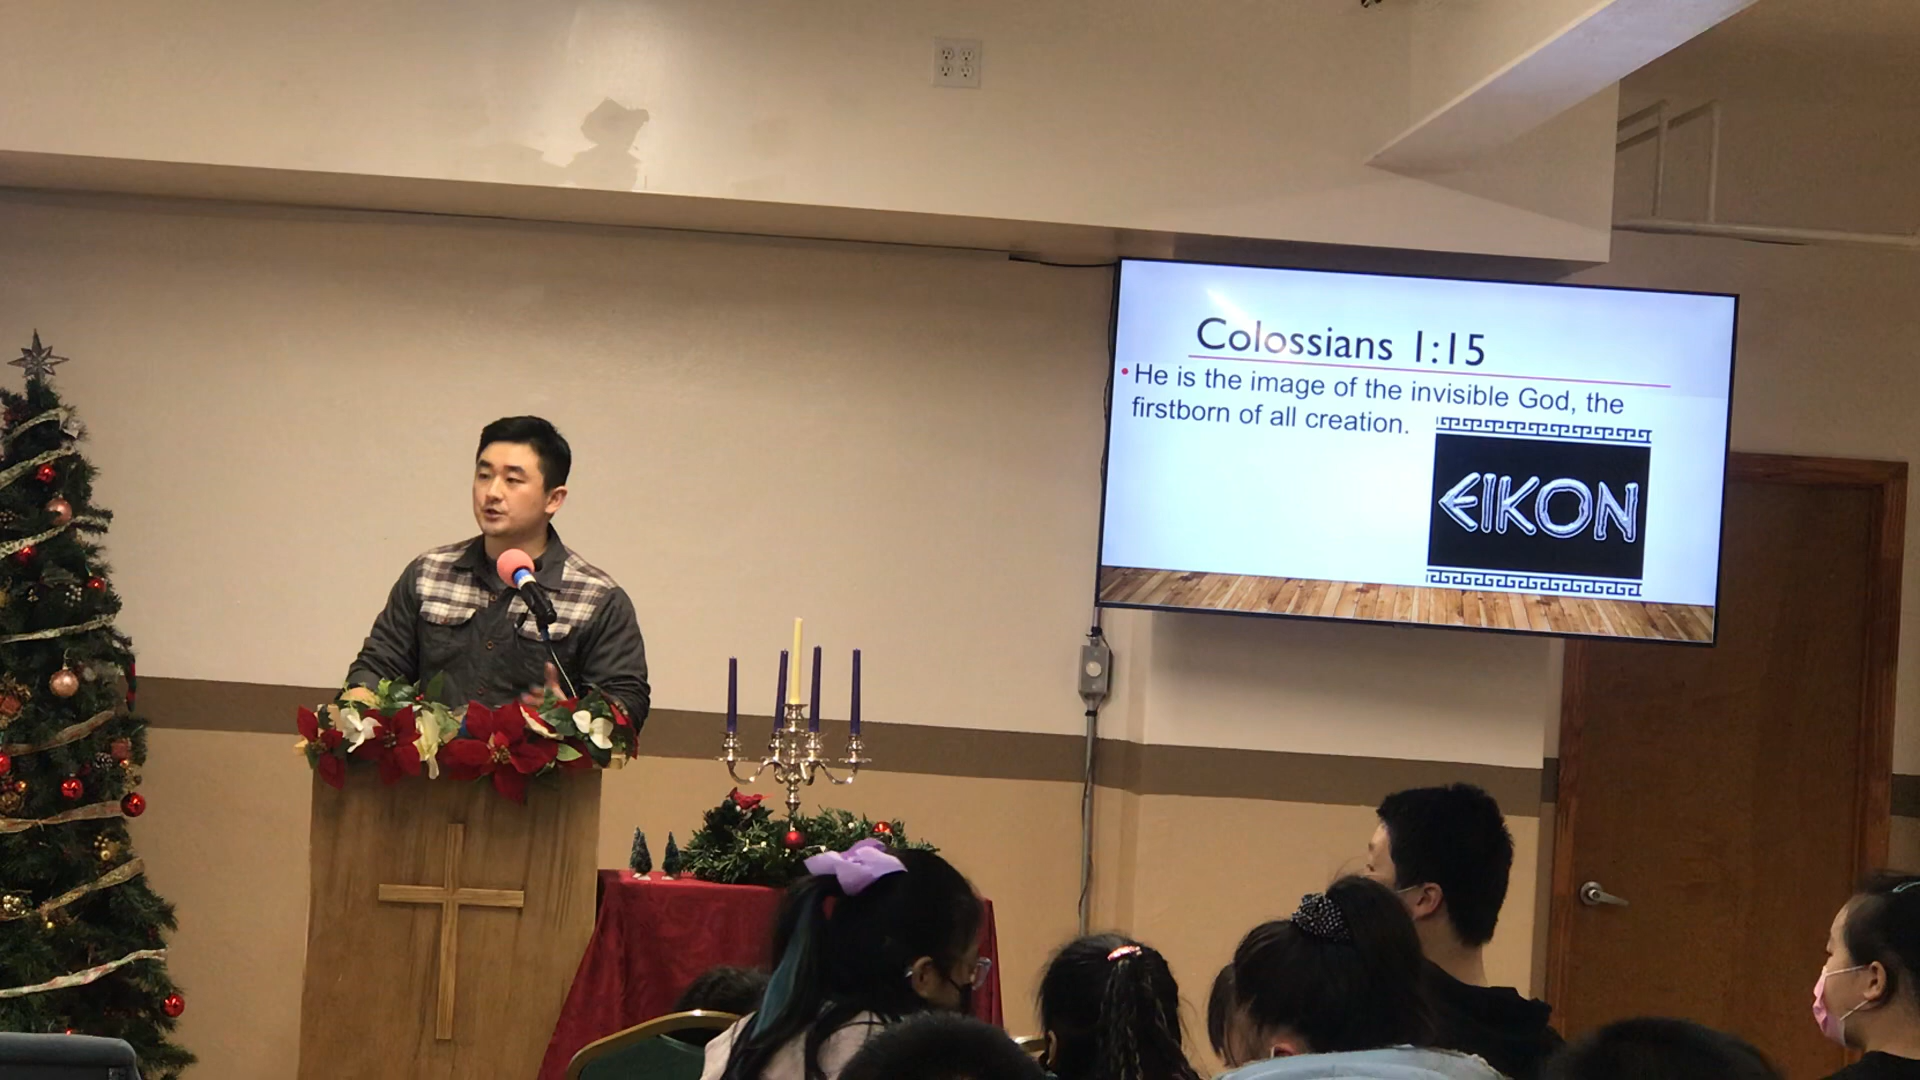 Colossians 1:15
• He is the image of the invisible God, the
firstborn of all creation.
EIKON